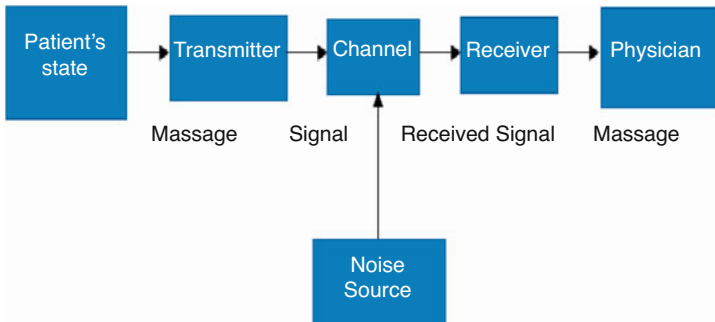 Patient's
state
Transmitter
Channel
Receiver
Physician
Massage
Signal
Received Signal
Massage
Noise
Source